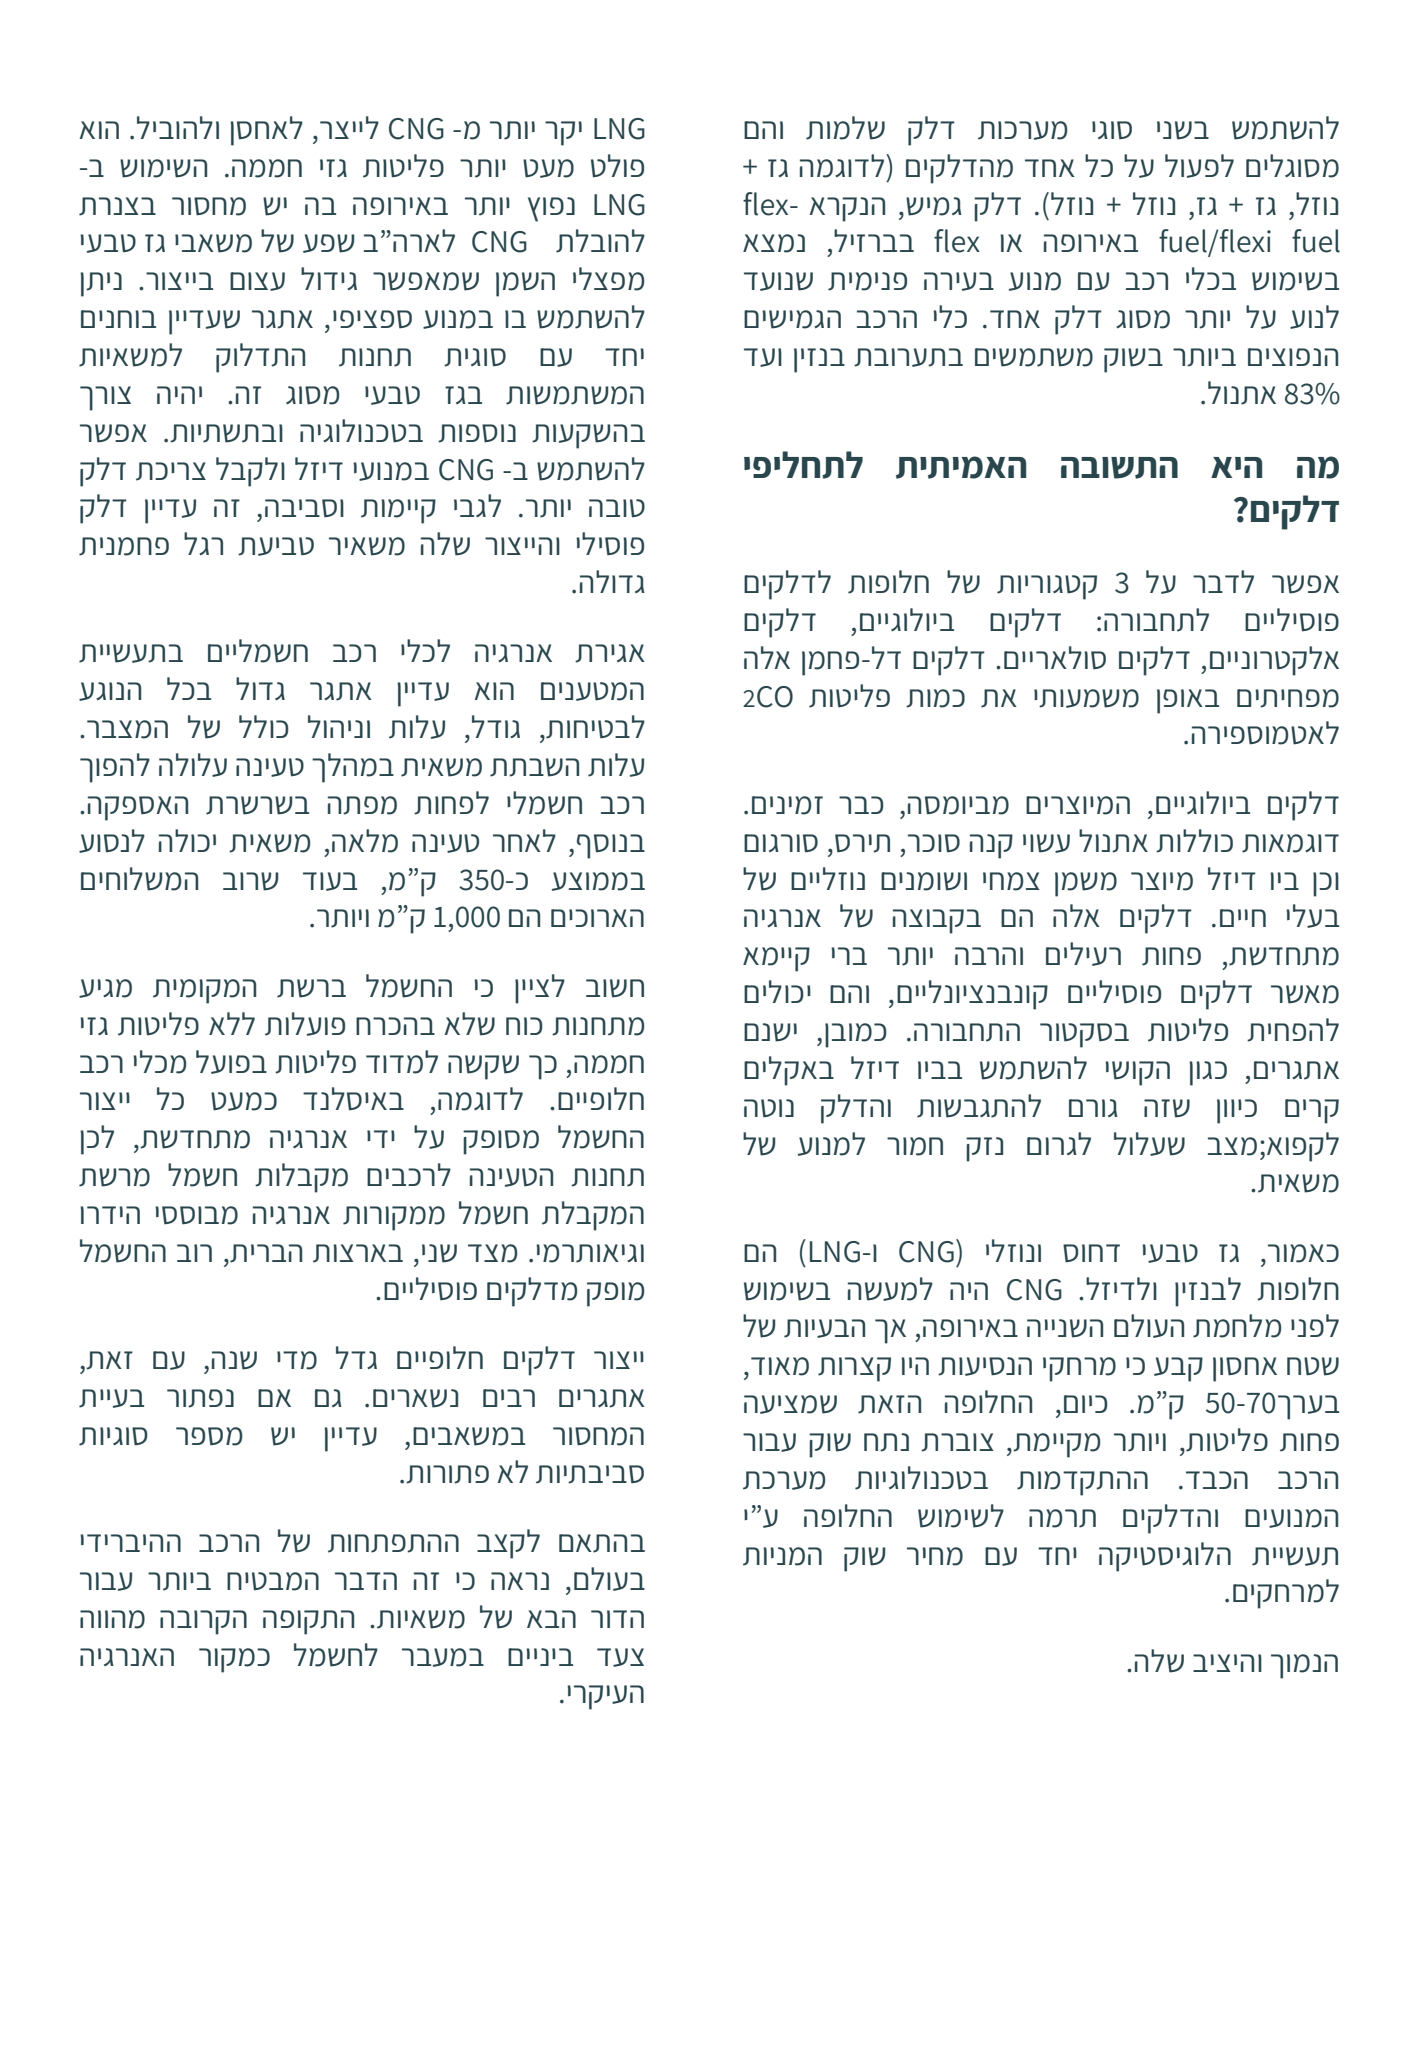 להשתמש בשני סוגי מערכות דלק שלמות והם
מסוגלים לפעול על כל אחד מהדלקים (לדוגמה גז +
נוזל, גז + גז, נוזל + נוזל). דלק גמיש, הנקרא flex-
fuel/flexi fuel באירופה או flex בברזיל, נמצא
בשימוש בכלי רכב עם מנוע בעירה פנימית שנועד
לנוע על יותר מסוג דלק אחד. כלי הרכב הגמישים
הנפוצים ביותר בשוק משתמשים בתערובת בנזין ועד
83% אתנול.
מה היא התשובה האמיתית לתחליפי
דלקים?
אפשר לדבר על 3 קטגוריות של חלופות לדלקים
פוסיליים לתחבורה: דלקים ביולוגיים, דלקים
אלקטרוניים, דלקים סולאריים. דלקים דל-פחמן אלה
מפחיתים באופן משמעותי את כמות פליטות 2CO
לאטמוספירה.
דלקים ביולוגיים, המיוצרים מביומסה, כבר זמינים.
דוגמאות כוללות אתנול עשוי קנה סוכר, תירס, סורגום
וכן ביו דיזל מיוצר משמן צמחי ושומנים נוזליים של
בעלי חיים. דלקים אלה הם בקבוצה של אנרגיה
מתחדשת, פחות רעילים והרבה יותר ברי קיימא
מאשר דלקים פוסיליים קונבנציונליים, והם יכולים
להפחית פליטות בסקטור התחבורה. כמובן, ישנם
אתגרים, כגון הקושי להשתמש בביו דיזל באקלים
קרים כיוון שזה גורם להתגבשות והדלק נוטה
לקפוא;מצב שעלול לגרום נזק חמור למנוע של
משאית.
כאמור, גז טבעי דחוס ונוזלי (CNG ו-LNG) הם
חלופות לבנזין ולדיזל. CNG היה למעשה בשימוש
לפני מלחמת העולם השנייה באירופה, אך הבעיות של
שטח אחסון קבע כי מרחקי הנסיעות היו קצרות מאוד,
בערך50-70 ק”מ. כיום, החלופה הזאת שמציעה
פחות פליטות, ויותר מקיימת, צוברת נתח שוק עבור
הרכב הכבד. ההתקדמות בטכנולוגיות מערכת
המנועים והדלקים תרמה לשימוש החלופה ע”י
תעשיית הלוגיסטיקה יחד עם מחיר שוק המניות
למרחקים.
הנמוך והיציב שלה.
LNG יקר יותר מ- CNG לייצר, לאחסן ולהוביל. הוא
פולט מעט יותר פליטות גזי חממה. השימוש ב-
LNG נפוץ יותר באירופה בה יש מחסור בצנרת
להובלת CNG לארה”ב שפע של משאבי גז טבעי
מפצלי השמן שמאפשר גידול עצום בייצור. ניתן
להשתמש בו במנוע ספציפי, אתגר שעדיין בוחנים
יחד עם סוגית תחנות התדלוק למשאיות
המשתמשות בגז טבעי מסוג זה. יהיה צורך
בהשקעות נוספות בטכנולוגיה ובתשתיות. אפשר
להשתמש ב- CNG במנועי דיזל ולקבל צריכת דלק
טובה יותר. לגבי קיימות וסביבה, זה עדיין דלק
פוסילי והייצור שלה משאיר טביעת רגל פחמנית
גדולה.
אגירת אנרגיה לכלי רכב חשמליים בתעשיית
המטענים הוא עדיין אתגר גדול בכל הנוגע
לבטיחות, גודל, עלות וניהול כולל של המצבר.
עלות השבתת משאית במהלך טעינה עלולה להפוך
רכב חשמלי לפחות מפתה בשרשרת האספקה.
בנוסף, לאחר טעינה מלאה, משאית יכולה לנסוע
בממוצע כ-350 ק”מ, בעוד שרוב המשלוחים
הארוכים הם 1,000 ק”מ ויותר.
חשוב לציין כי החשמל ברשת המקומית מגיע
מתחנות כוח שלא בהכרח פועלות ללא פליטות גזי
חממה, כך שקשה למדוד פליטות בפועל מכלי רכב
חלופיים. לדוגמה, באיסלנד כמעט כל ייצור
החשמל מסופק על ידי אנרגיה מתחדשת, לכן
תחנות הטעינה לרכבים מקבלות חשמל מרשת
המקבלת חשמל ממקורות אנרגיה מבוססי הידרו
וגיאותרמי. מצד שני, בארצות הברית, רוב החשמל
מופק מדלקים פוסיליים.
ייצור דלקים חלופיים גדל מדי שנה, עם זאת,
אתגרים רבים נשארים. גם אם נפתור בעיית
המחסור במשאבים, עדיין יש מספר סוגיות
סביבתיות לא פתורות.
בהתאם לקצב ההתפתחות של הרכב ההיברידי
בעולם, נראה כי זה הדבר המבטיח ביותר עבור
הדור הבא של משאיות. התקופה הקרובה מהווה
צעד ביניים במעבר לחשמל כמקור האנרגיה
העיקרי.